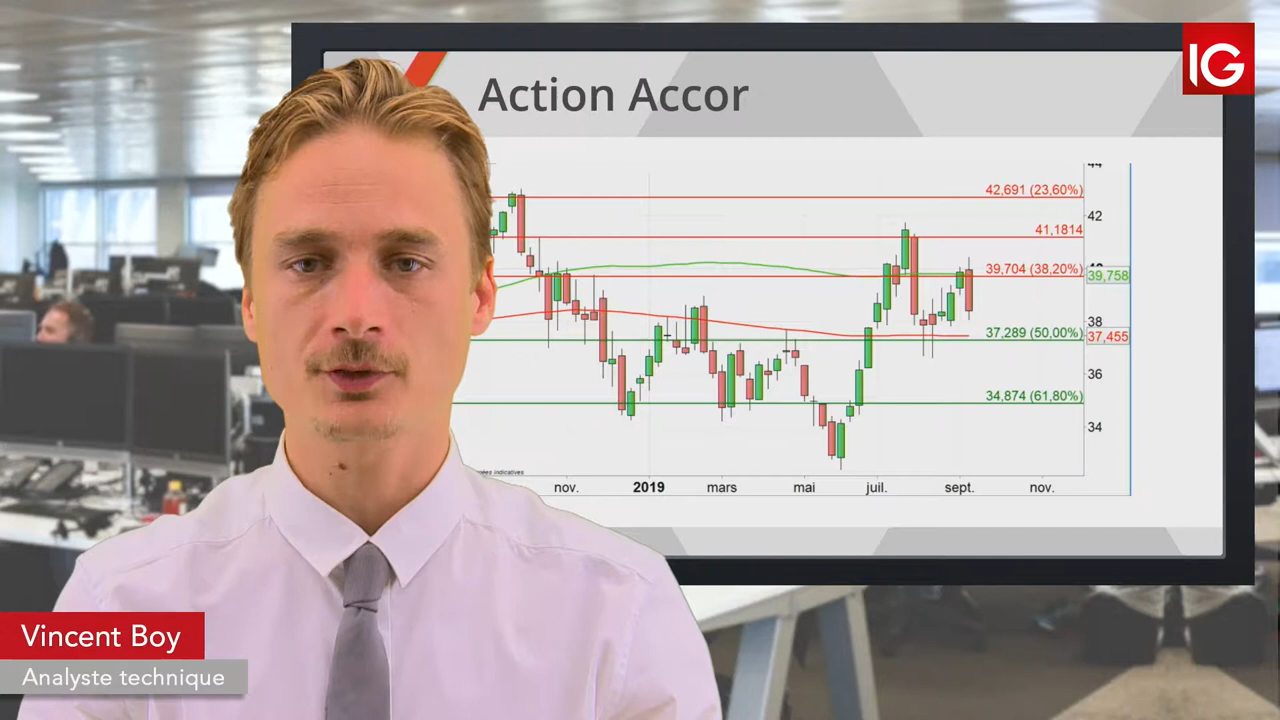 IG
Action Accor
44
42,691 (23,60%)
42
41,1814
39,704 (38,20%)
39,758
38
37,289 (50,00%)
37,455
36
34,874 (61,80%)
34
données indicatives
nov.
2019
mars
mai
juil.
sept.
nov.
Vincent Boy
Analyste technique